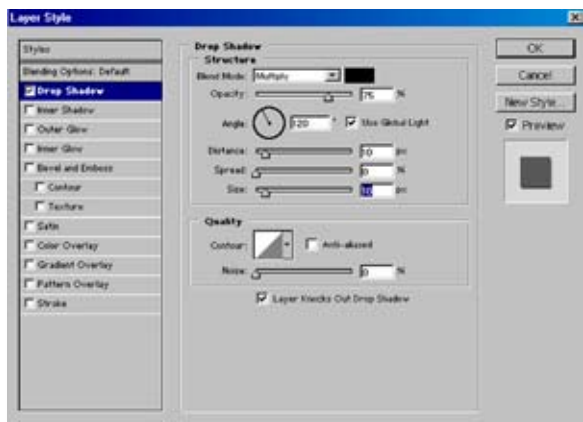 Layer Style
Styles
Blending Options: Default
Drop Shadow
Inner Shadow
Outer Glow
Inner Glow
Bevel and Emboss
Contour
Texture
Satin
Color Overlay
Gradient Overlay
Pattern Overlay
Stroke
Drop Shadow
Structure
Blend Mode: Multiply
Opacity: 75 %
Angle: 120 ° Use Global Light
Distance: 10 px
Spread: 0 %
Size: 10 px
Quality
Contour: Anti-aliased
Noise: 0 %
Layer Knocks Out Drop Shadow
OK
Cancel
New Style...
Preview